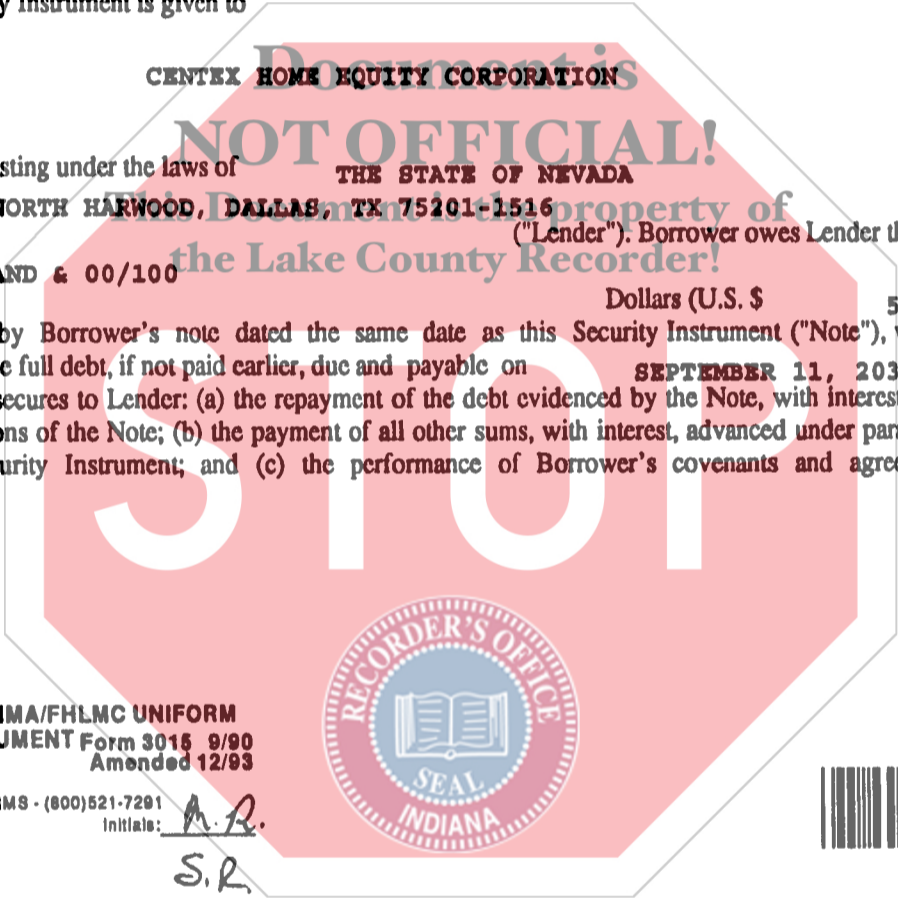 y Instrument is given to
Document is
CENTEX HOME EQUITY CORPORATION
NOT OFFICIAL!
sting under the laws of THE STATE OF NEVADA
This Document is the property of
NORTH HARWOOD, DALLAS, TX 75201-1516
("Lender"). Borrower owes Lender th
the Lake County Recorder!
AND & 00/100
Dollars (U.S. $ 5
by Borrower's note dated the same date as this Security Instrument ("Note"),
e full debt, if not paid earlier, due and payable on SEPTEMBER 11, 203
secures to Lender: (a) the repayment of the debt evidenced by the Note, with interest
ons of the Note; (b) the payment of all other sums, with interest, advanced under par
urity Instrument; and (c) the performance of Borrower's covenants and agree
STOP
RECORDER'S OFFICE
SEAL
INDIANA
NMA/FHLMC UNIFORM
UMENT Form 3015 9/90
Amended 12/93
MS - (800)521-7291
Initials: M.R.
S.R.